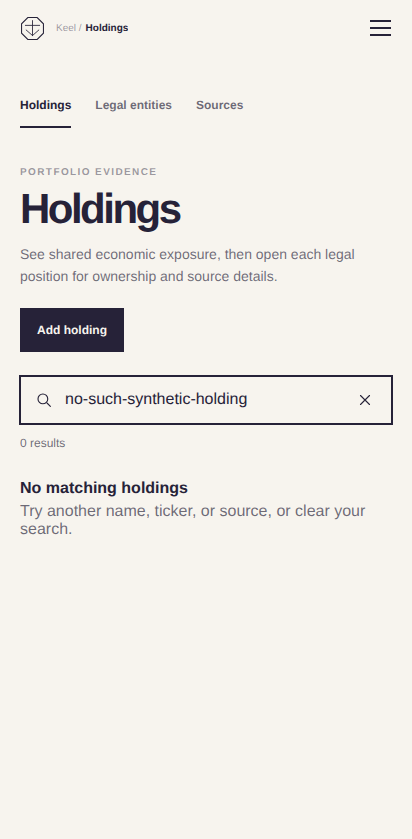 Keel / Holdings
Holdings Legal entities Sources
PORTFOLIO EVIDENCE
Holdings
See shared economic exposure, then open each legal
position for ownership and source details.
Add holding
no-such-synthetic-holding
0 results
No matching holdings
Try another name, ticker, or source, or clear your
search.